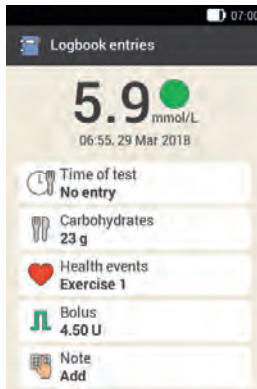 07:00
Logbook entries
5.9 mmol/L
06:55, 29 Mar 2018
Time of test
No entry
Carbohydrates
23 g
Health events
Exercise 1
Bolus
4.50 U
Note
Add